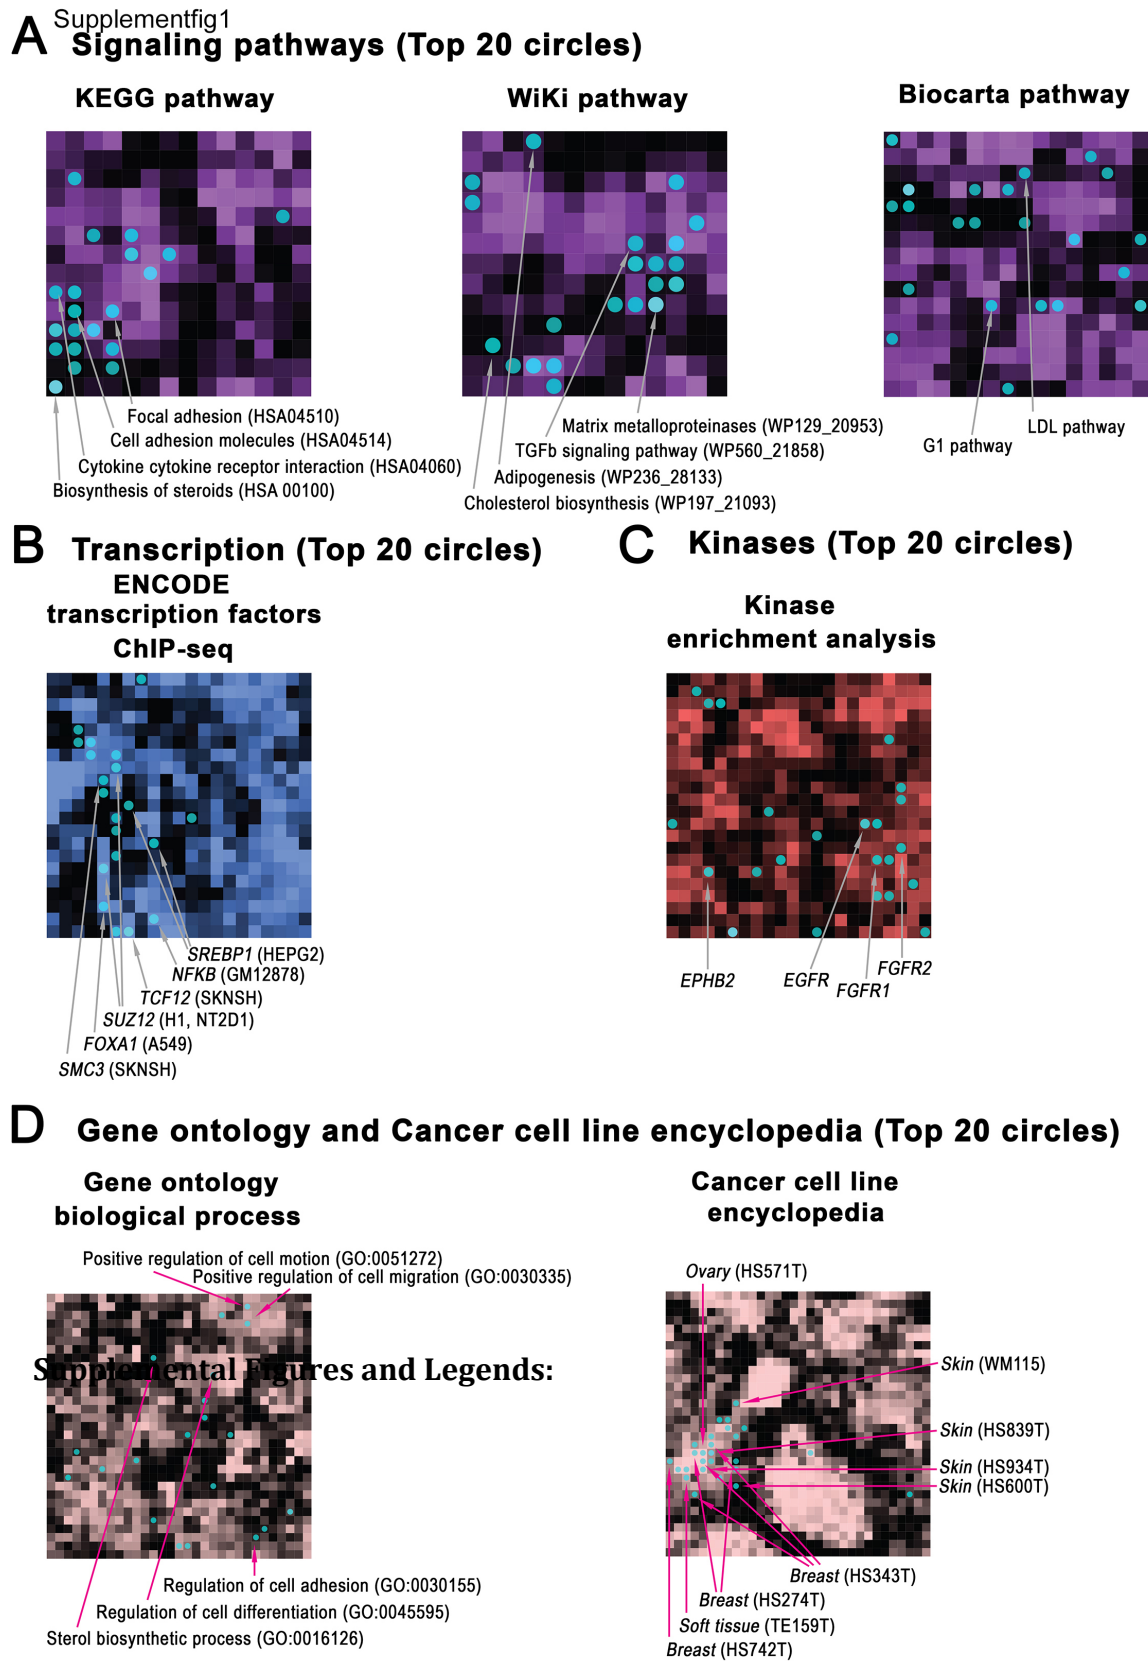 Supplementfig1
A Signaling pathways (Top 20 circles)
KEGG pathway
WiKi pathway
Biocarta pathway
Focal adhesion (HSA04510)
Cell adhesion molecules (HSA04514)
Cytokine cytokine receptor interaction (HSA04060)
Biosynthesis of steroids (HSA 00100)
Matrix metalloproteinases (WP129_20953)
TGFb signaling pathway (WP560_21858)
Adipogenesis (WP236_28133)
Cholesterol biosynthesis (WP197_21093)
LDL pathway
G1 pathway
B Transcription (Top 20 circles)
ENCODE
transcription factors
ChIP-seq
SREBP1 (HEPG2)
NFKB (GM12878)
TCF12 (SKNSH)
SUZ12 (H1, NT2D1)
FOXA1 (A549)
SMC3 (SKNSH)
C Kinases (Top 20 circles)
Kinase
enrichment analysis
EPHB2
EGFR
FGFR1
FGFR2
D Gene ontology and Cancer cell line encyclopedia (Top 20 circles)
Gene ontology
biological process
Positive regulation of cell motion (GO:0051272)
Positive regulation of cell migration (GO:0030335)
Supplemental Figures and Legends:
Regulation of cell adhesion (GO:0030155)
Regulation of cell differentiation (GO:0045595)
Sterol biosynthetic process (GO:0016126)
Cancer cell line
encyclopedia
Ovary (HS571T)
Skin (WM115)
Skin (HS839T)
Skin (HS934T)
Skin (HS600T)
Breast (HS343T)
Breast (HS274T)
Soft tissue (TE159T)
Breast (HS742T)